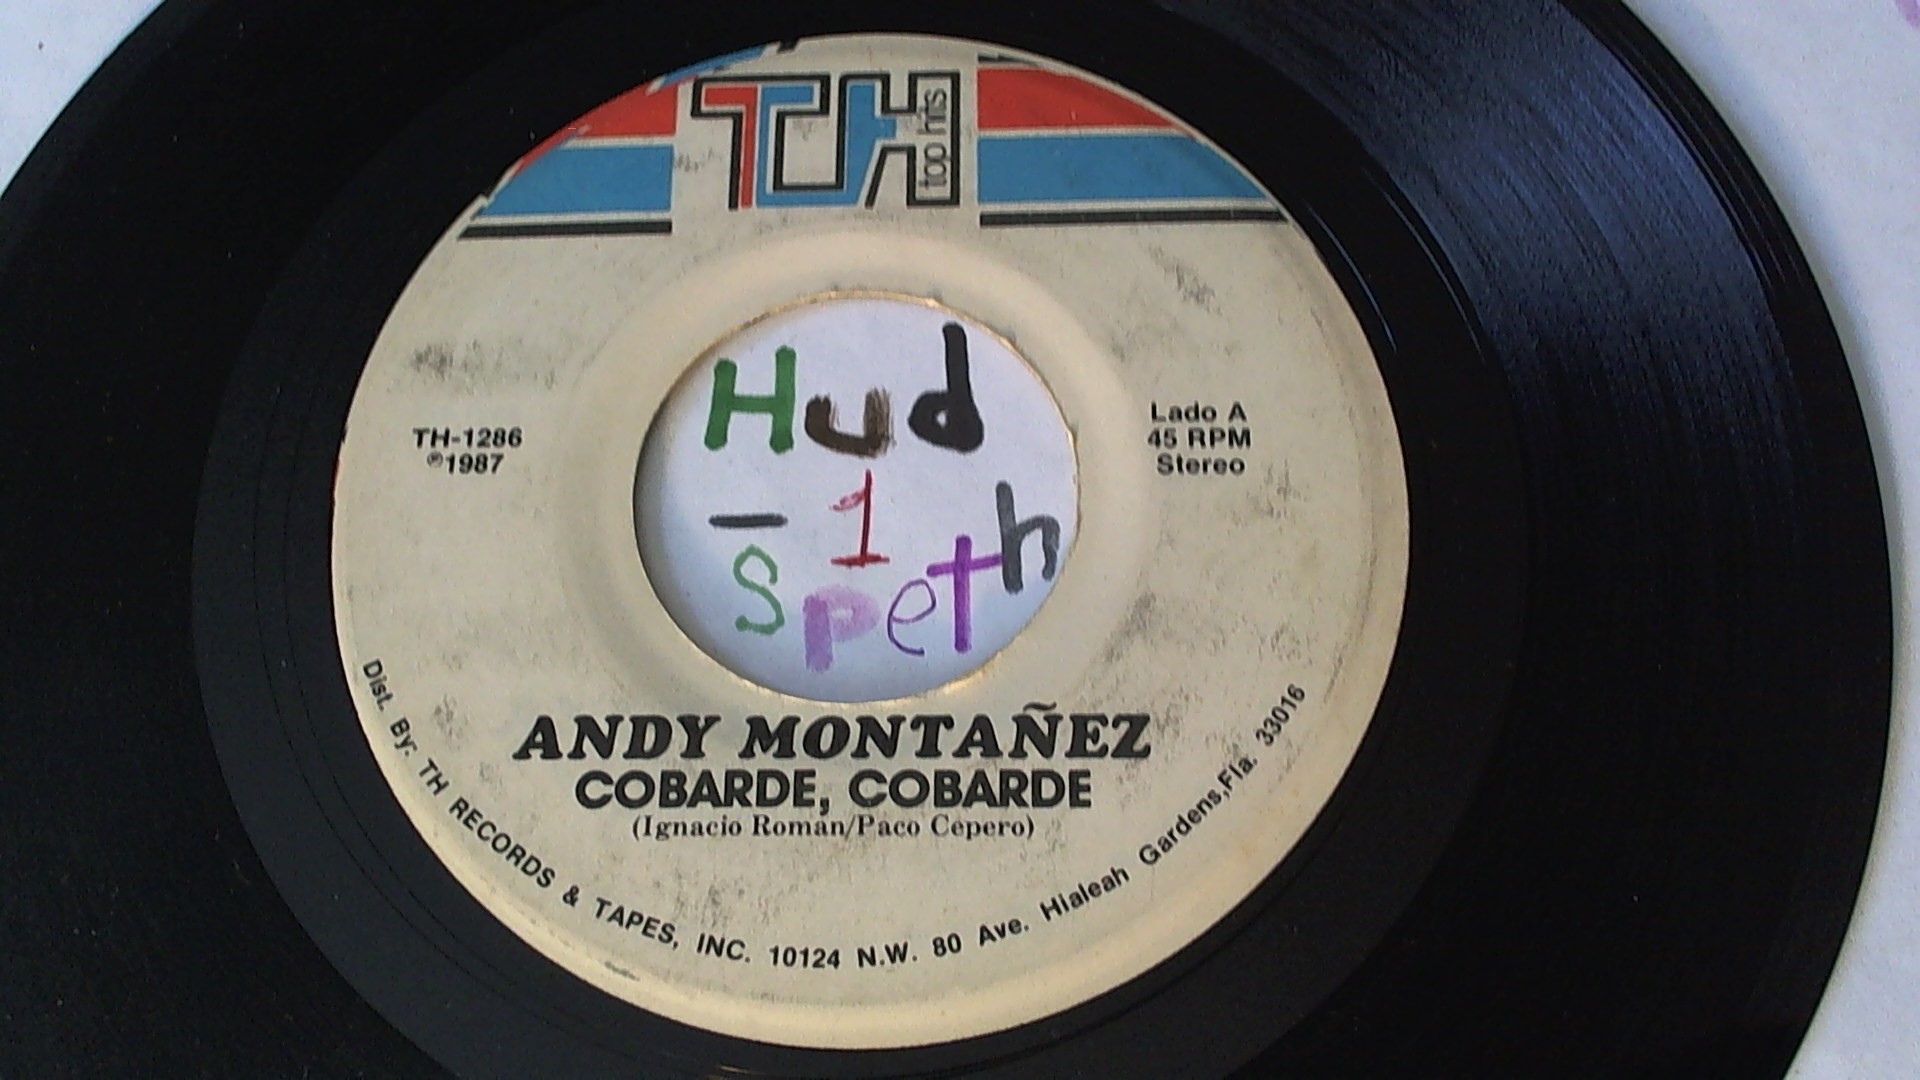 TH
top hits
TH-1286
℗1987
Lado A
45 RPM
Stereo
Hud
- 1
Speth
ANDY MONTAÑEZ
COBARDE, COBARDE
(Ignacio Román/Paco Cepero)
Dist. By: TH RECORDS & TAPES, INC. 10124 N.W. 80 Ave. Hialeah Gardens,Fla. 33016